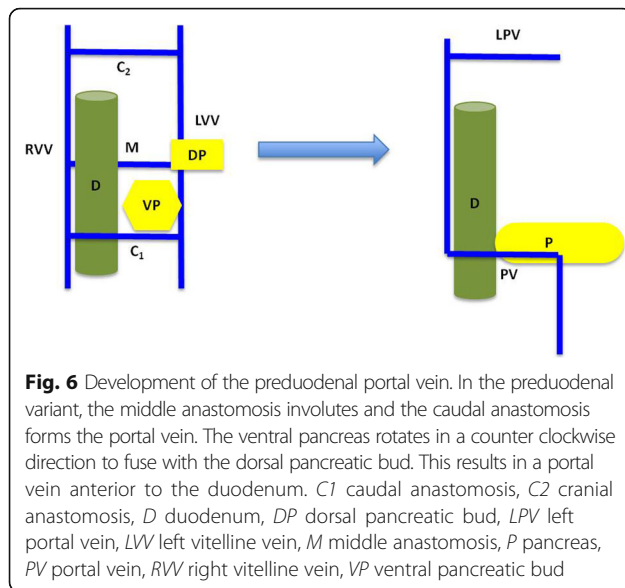 LPV
C2
LVV
RVV
M
DP
D
VP
C1
D
P
PV
Fig. 6 Development of the preduodenal portal vein. In the preduodenal
variant, the middle anastomosis involutes and the caudal anastomosis
forms the portal vein. The ventral pancreas rotates in a counter clockwise
direction to fuse with the dorsal pancreatic bud. This results in a portal
vein anterior to the duodenum. C1 caudal anastomosis, C2 cranial
anastomosis, D duodenum, DP dorsal pancreatic bud, LPV left
portal vein, LVV left vitelline vein, M middle anastomosis, P pancreas,
PV portal vein, RVV right vitelline vein, VP ventral pancreatic bud